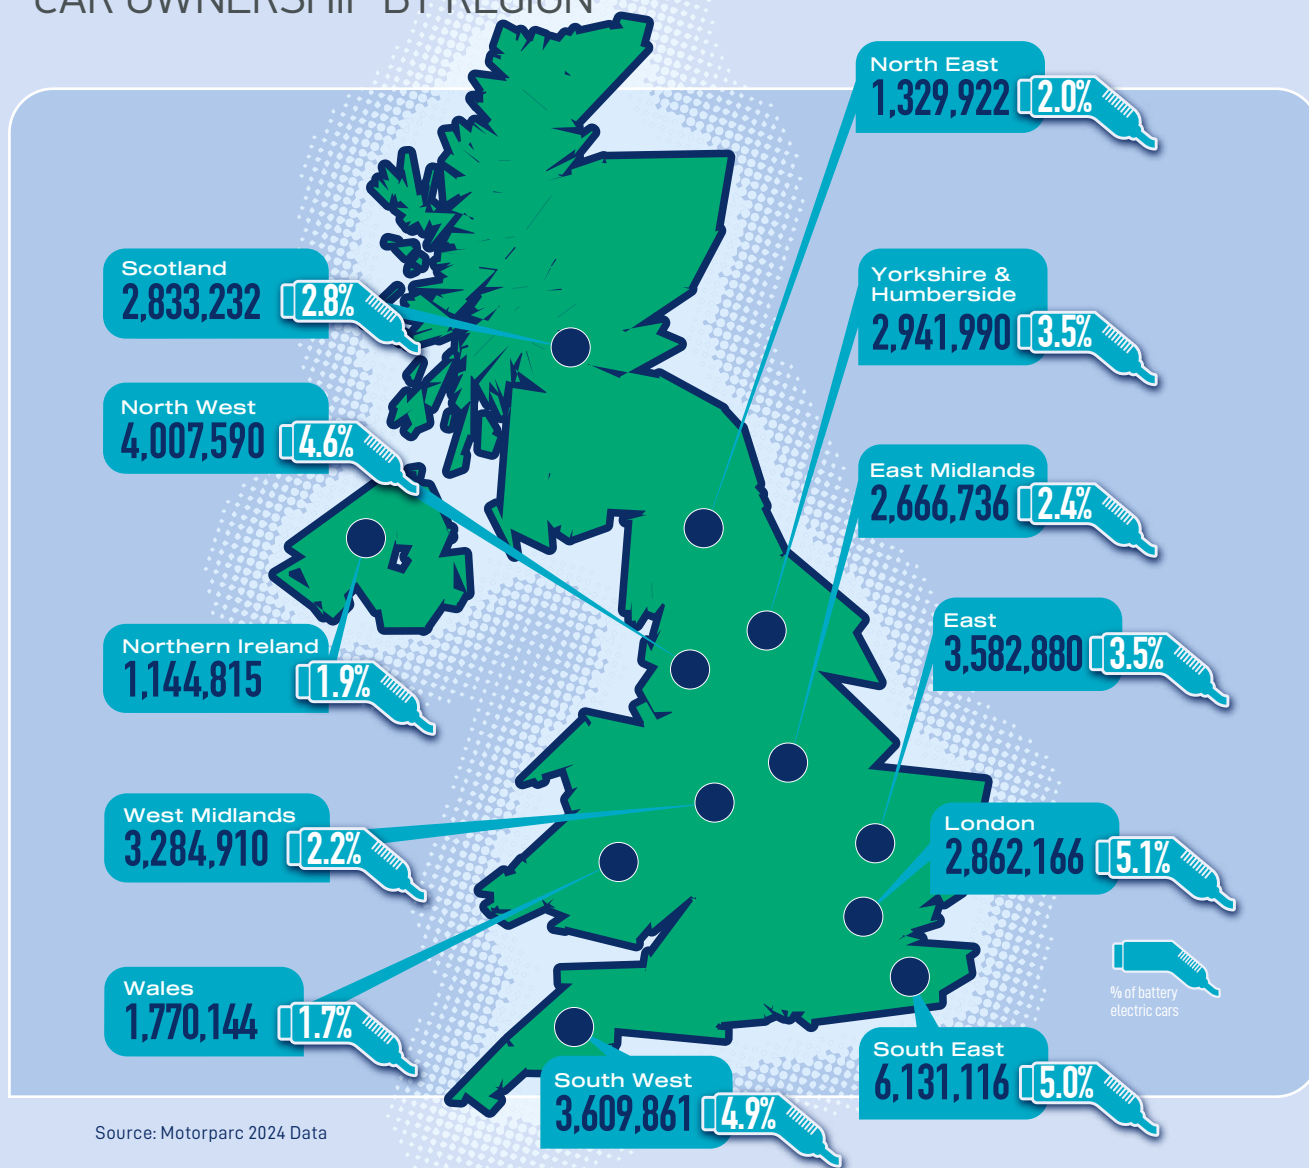 CAR OWNERSHIP BY REGION
North East
1,329,922 2.0%
Scotland
2,833,232 2.8%
Yorkshire &
Humberside
2,941,990 3.5%
North West
4,007,590 4.6%
East Midlands
2,666,736 2.4%
Northern Ireland
1,144,815 1.9%
East
3,582,880 3.5%
West Midlands
3,284,910 2.2%
London
2,862,166 5.1%
% of battery
electric cars
Wales
1,770,144 1.7%
South East
6,131,116 5.0%
South West
3,609,861 4.9%
Source: Motorparc 2024 Data